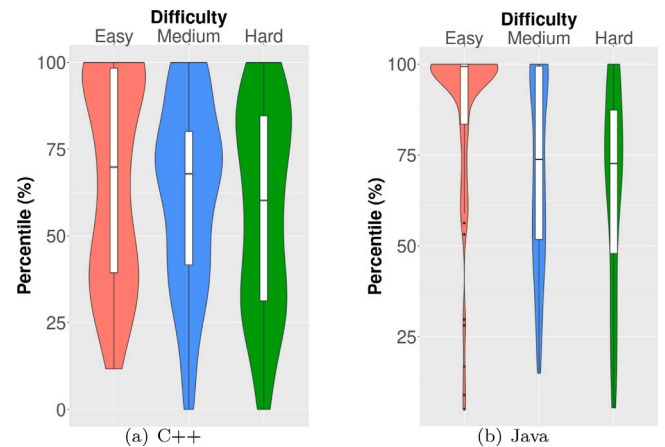 Difficulty
Easy Medium Hard
100
75
50
25
0
Percentile (%)
(a) C++
Difficulty
Easy Medium Hard
100
75
50
25
Percentile (%)
(b) Java